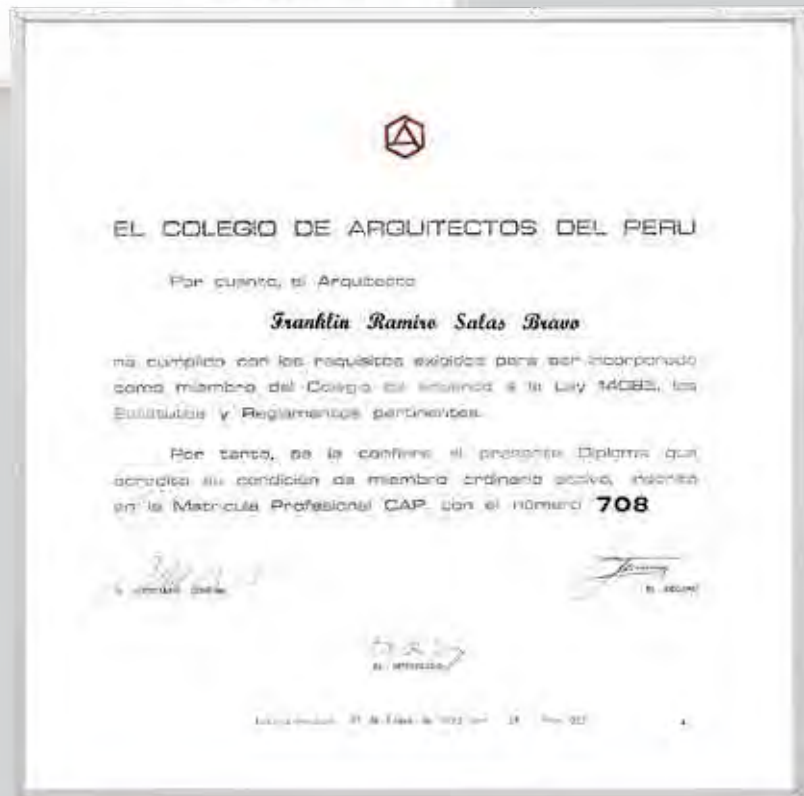 EL COLEGIO DE ARQUITECTOS DEL PERU
Por cuanto, el Arquitecto
Franklin Ramiro Salas Bravo
ha cumplido con los requisitos exigidos para ser incorporado
como miembro del Colegio de acuerdo a la Ley 14085, los
Estatutos y Reglamentos pertinentes.
Por tanto, se le confiere el presente Diploma que
acredita su condición de miembro ordinario activo, inscrito
en la Matrícula Profesional CAP. con el número 708
EL DECANO